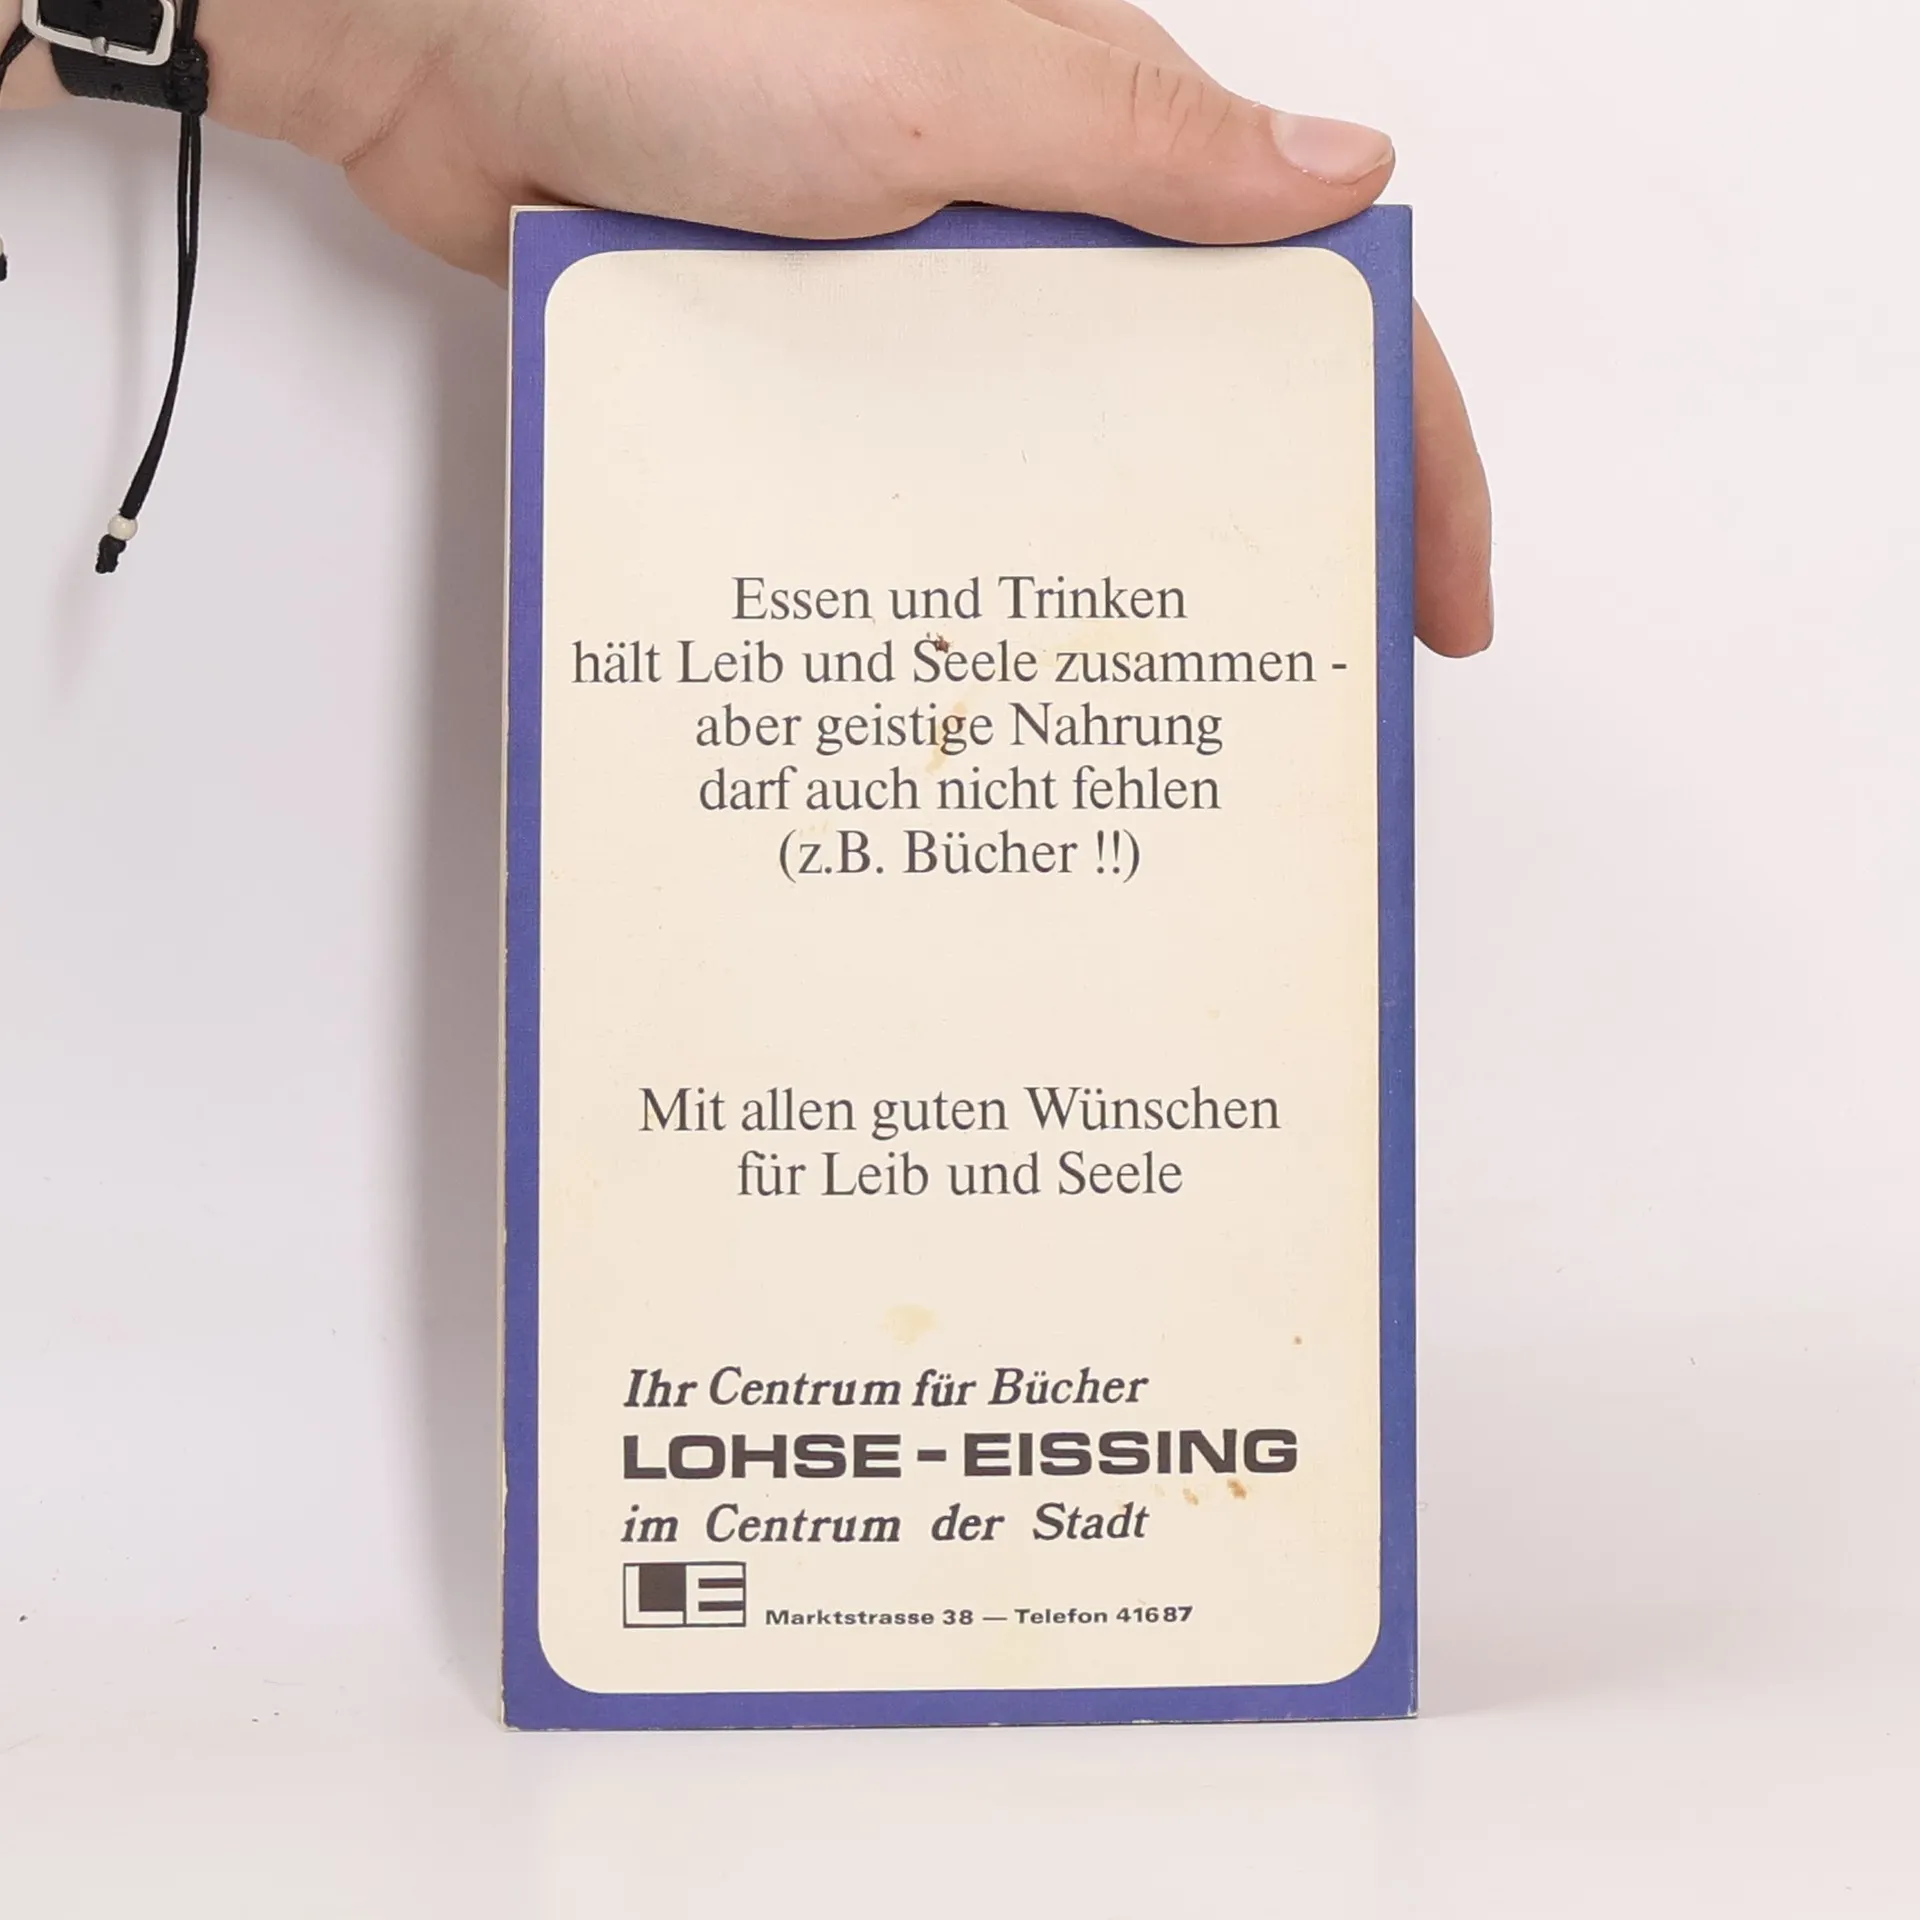 Essen und Trinken
hält Leib und Seele zusammen -
aber geistige Nahrung
darf auch nicht fehlen
(z.B. Bücher !!)
Mit allen guten Wünschen
für Leib und Seele
Ihr Centrum für Bücher
LOHSE-EISSING
im Centrum der Stadt
LE Marktstrasse 38 — Telefon 41687